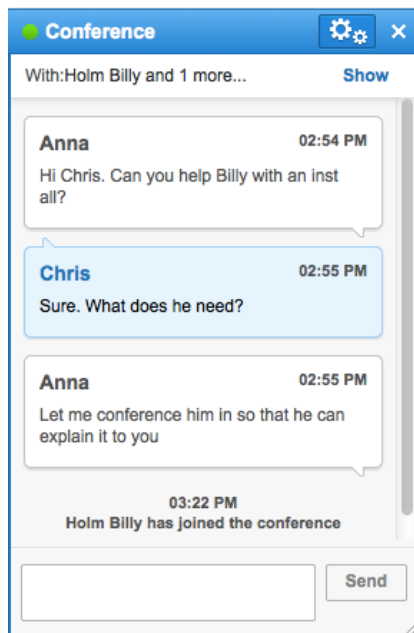 Conference
With:Holm Billy and 1 more... Show
Anna 02:54 PM
Hi Chris. Can you help Billy with an inst
all?
Chris 02:55 PM
Sure. What does he need?
Anna 02:55 PM
Let me conference him in so that he can
explain it to you
03:22 PM
Holm Billy has joined the conference
Send